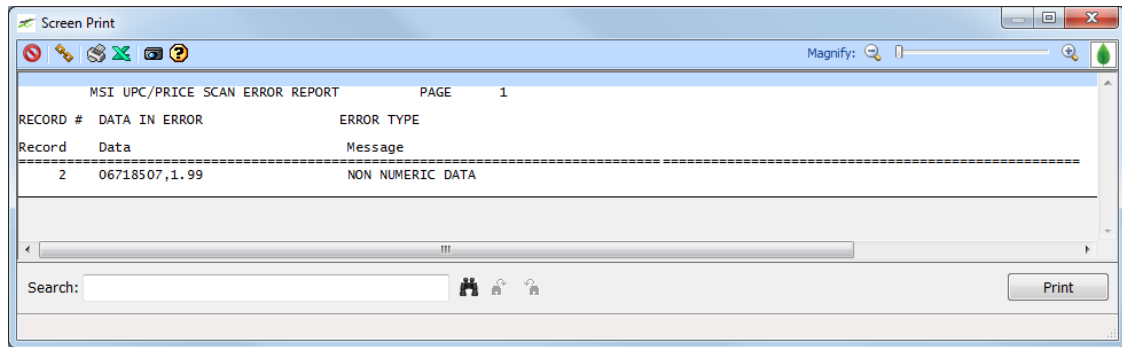 Screen Print
Magnify:
MSI UPC/PRICE SCAN ERROR REPORT PAGE 1
RECORD # DATA IN ERROR ERROR TYPE
Record Data Message
2 06718507,1.99 NON NUMERIC DATA
Search:
Print